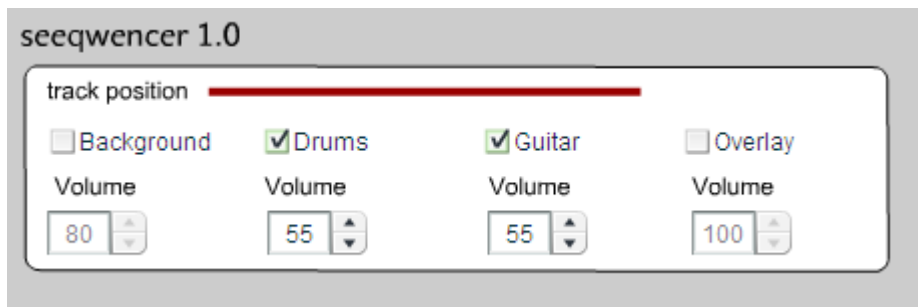 seeqwencer 1.0
track position
Background Drums Guitar Overlay
Volume Volume Volume Volume
80 55 55 100